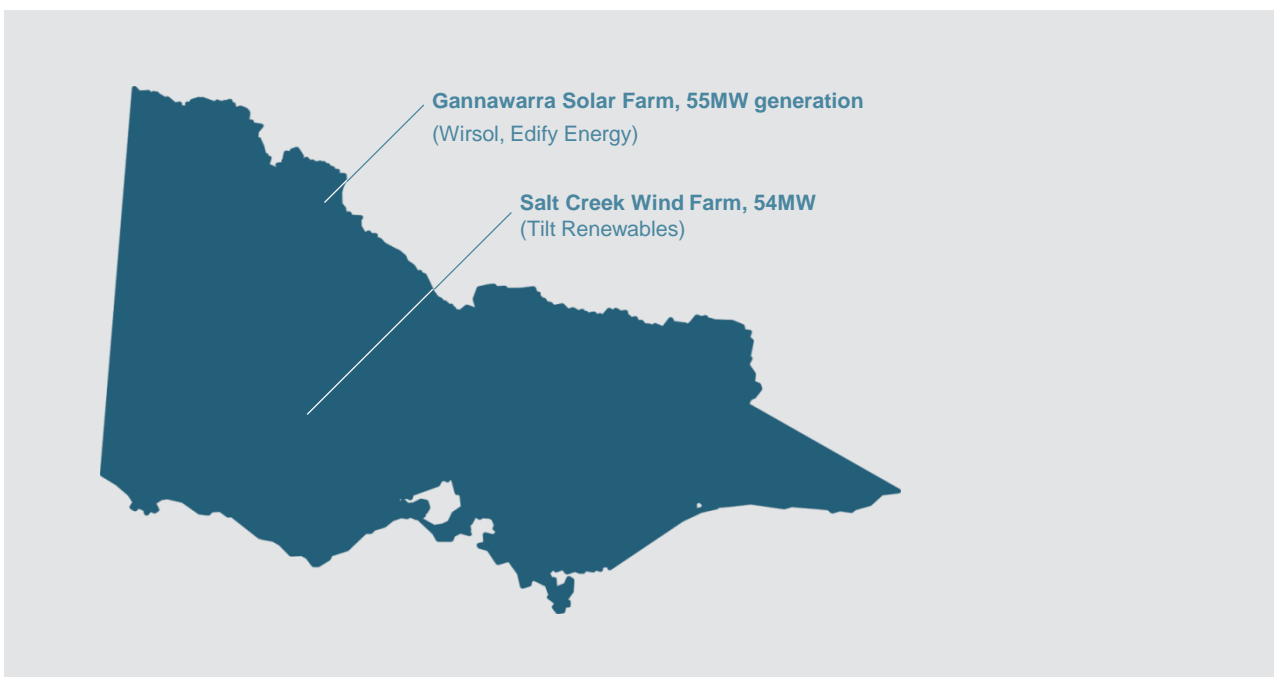 Gannawarra Solar Farm, 55MW generation
(Wirsol, Edify Energy)
Salt Creek Wind Farm, 54MW
(Tilt Renewables)